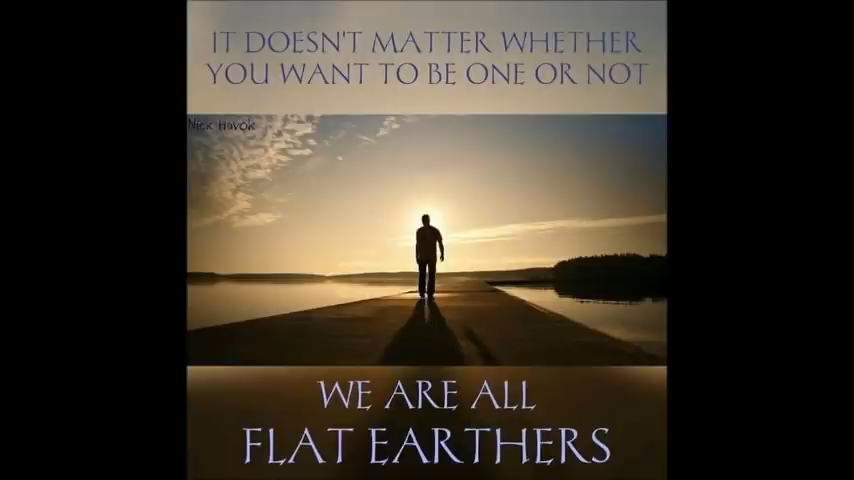 IT DOESN'T MATTER WHETHER
YOU WANT TO BE ONE OR NOT
Nick Havok
WE ARE ALL
FLAT EARTHERS